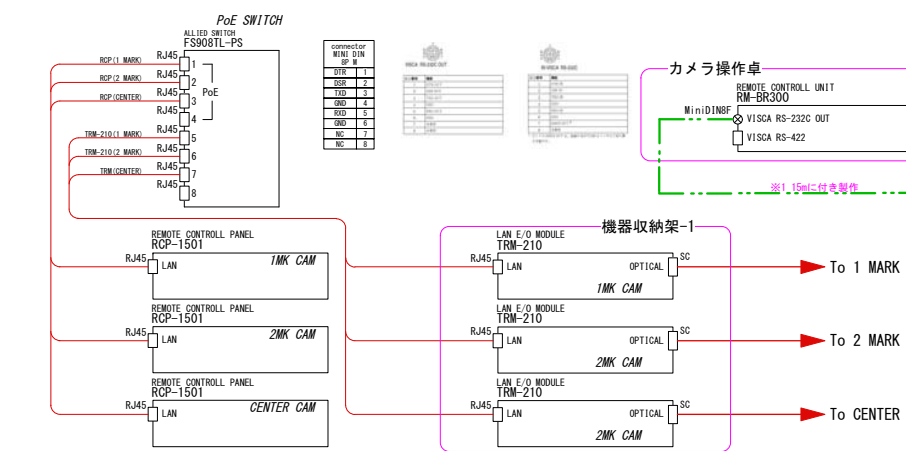 PoE SWITCH
ALLIED SWITCH
FS908TL-PS
RCP(1 MARK)
RJ45
1
RCP(2 MARK)
RJ45
2
PoE
RCP(CENTER)
RJ45
3
RJ45
4
TRM-210(1 MARK)
RJ45
5
TRM-210(2 MARK)
RJ45
6
TRM(CENTER)
RJ45
7
RJ45
8
connector
MINI DIN
8P M
DTR 1
DSR 2
TXD 3
GND 4
RXD 5
GND 6
NC 7
NC 8
VISCA RS-232C OUT
カメラ操作卓
REMOTE CONTROLL UNIT
RM-BR300
MiniDIN8F
VISCA RS-232C OUT
VISCA RS-422
※1 15mに付き製作
REMOTE CONTROLL PANEL
RCP-1501
RJ45
LAN
1MK CAM
REMOTE CONTROLL PANEL
RCP-1501
RJ45
LAN
2MK CAM
REMOTE CONTROLL PANEL
RCP-1501
RJ45
LAN
CENTER CAM
機器収納架-1
LAN E/O MODULE
TRM-210
RJ45
LAN
OPTICAL
SC
1MK CAM
To 1 MARK
LAN E/O MODULE
TRM-210
RJ45
LAN
OPTICAL
SC
2MK CAM
To 2 MARK
LAN E/O MODULE
TRM-210
RJ45
LAN
OPTICAL
SC
2MK CAM
To CENTER